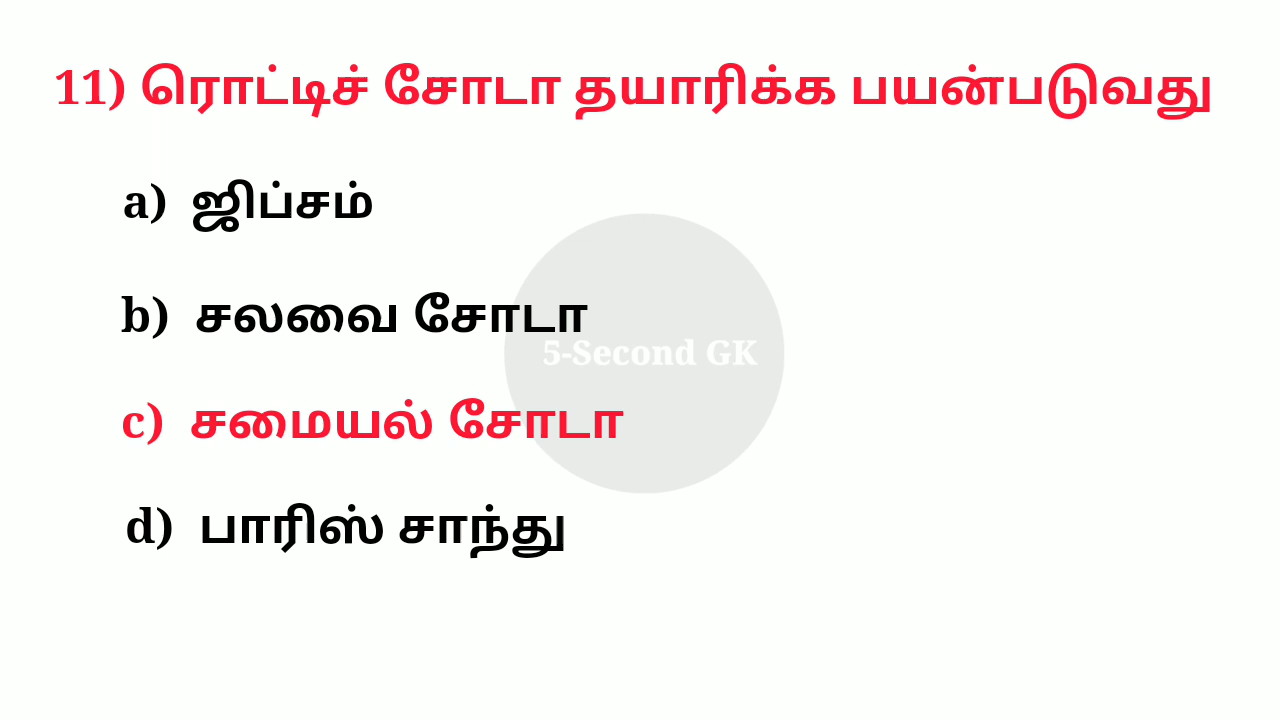 11) ரொட்டிச் சோடா தயாரிக்க பயன்படுவது
a) ஜிப்சம்
b) சலவை சோடா
5-Second GK
c) சமையல் சோடா
d) பாரிஸ் சாந்து